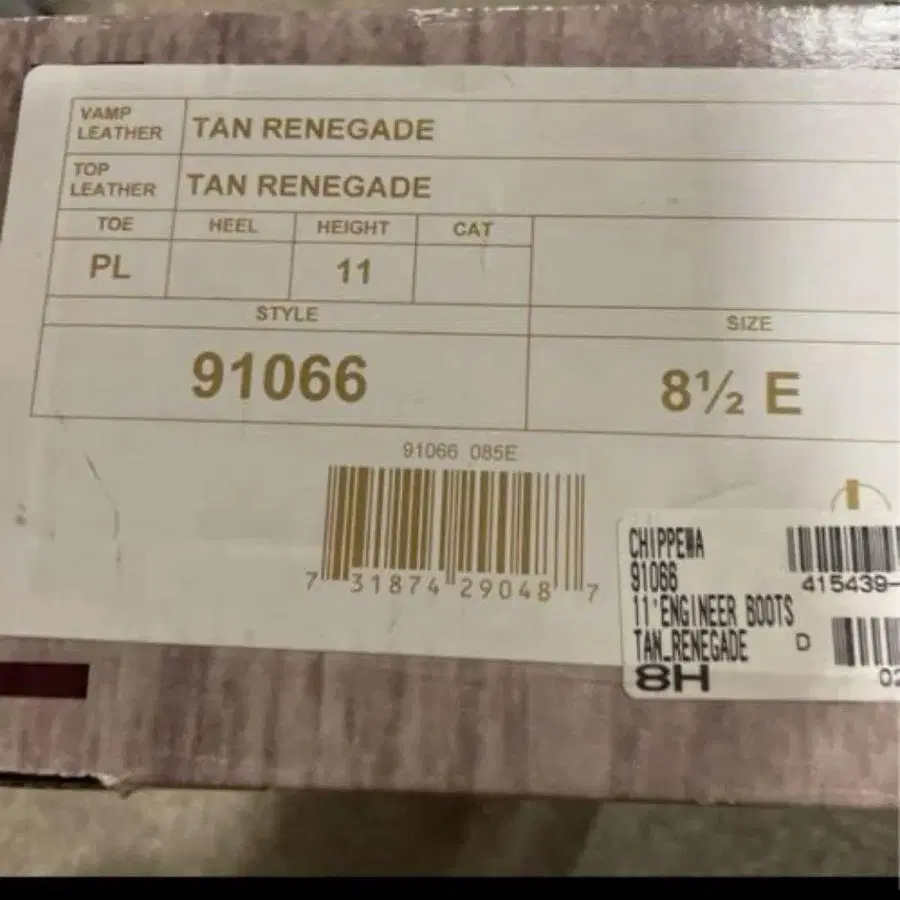 VAMP
LEATHER
TAN RENEGADE
TOP
LEATHER
TAN RENEGADE
TOE HEEL HEIGHT CAT
PL 11
STYLE SIZE
91066 8½ E
91066 085E
7 31874 29048 7
CHIPPEWA
91066
415439-
11'ENGINEER BOOTS
TAN_RENEGADE D
8H
02